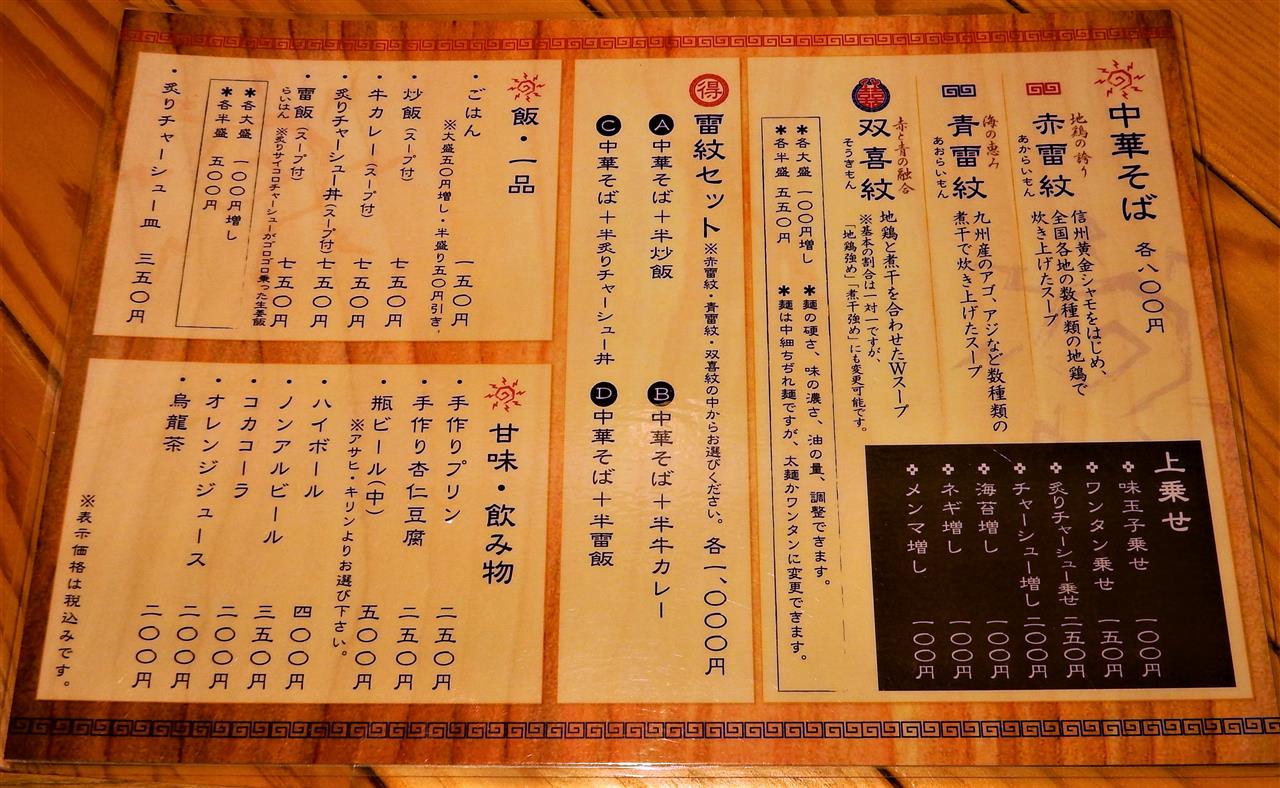 中華そば 各八〇〇円
地鶏の誇り
赤雷紋
あからいもん
信州黄金シャモをはじめ、
全国各地の数種類の地鶏で
炊き上げたスープ
海の恵み
青雷紋
あおらいもん
九州産のアゴ、アジなど数種類の
煮干で炊き上げたスープ
赤と青の融合
双喜紋
そうきもん
地鶏と煮干を合わせたWスープ
※基本の割合は一対一ですが、
「地鶏強め」「煮干強め」にも変更可能です。
＊各大盛 一〇〇円増し
＊各半盛 五五〇円
＊麺の硬さ、味の濃さ、油の量、調整できます。
＊麺は中細ちぢれ麺ですが、太麺かワンタンに変更できます。
上乗せ
味玉子乗せ 一〇〇円
ワンタン乗せ 一五〇円
炙りチャーシュー乗せ 二五〇円
チャーシュー増し 二〇〇円
海苔増し 一〇〇円
ネギ増し 一〇〇円
メンマ増し 一〇〇円
得
雷紋セット ※赤雷紋・青雷紋・双喜紋の中からお選びください。 各一、〇〇〇円
A 中華そば＋半炒飯
B 中華そば＋半牛カレー
C 中華そば＋半炙りチャーシュー丼
D 中華そば＋半雷飯
飯・一品
・ごはん 一五〇円
※大盛五〇円増し・半盛り五〇円引き。
・炒飯（スープ付） 七五〇円
・牛カレー（スープ付） 七五〇円
・炙りチャーシュー丼（スープ付） 七五〇円
・雷飯（スープ付） 七五〇円
らいはん ※炙りサイコロチャーシューがゴロゴロ乗った生姜飯
＊各大盛 一〇〇円増し
＊各半盛 五〇〇円
・炙りチャーシュー皿 三五〇円
甘味・飲み物
・手作りプリン 二五〇円
・手作り杏仁豆腐 二五〇円
・瓶ビール（中） 五〇〇円
※アサヒ・キリンよりお選び下さい。
・ハイボール 四〇〇円
・ノンアルビール 三五〇円
・コカコーラ 二〇〇円
・オレンジジュース 二〇〇円
・烏龍茶 二〇〇円
※表示価格は税込みです。